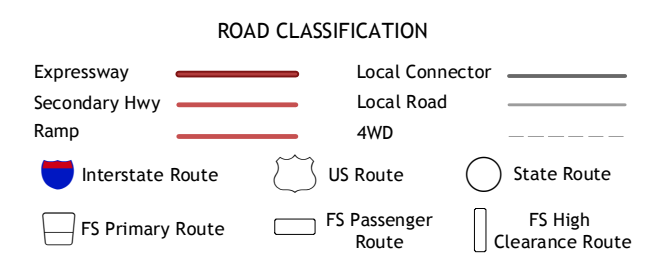 ROAD CLASSIFICATION
Expressway
Local Connector
Secondary Hwy
Local Road
Ramp
4WD
Interstate Route
US Route
State Route
FS Primary Route
FS Passenger
Route
FS High
Clearance Route